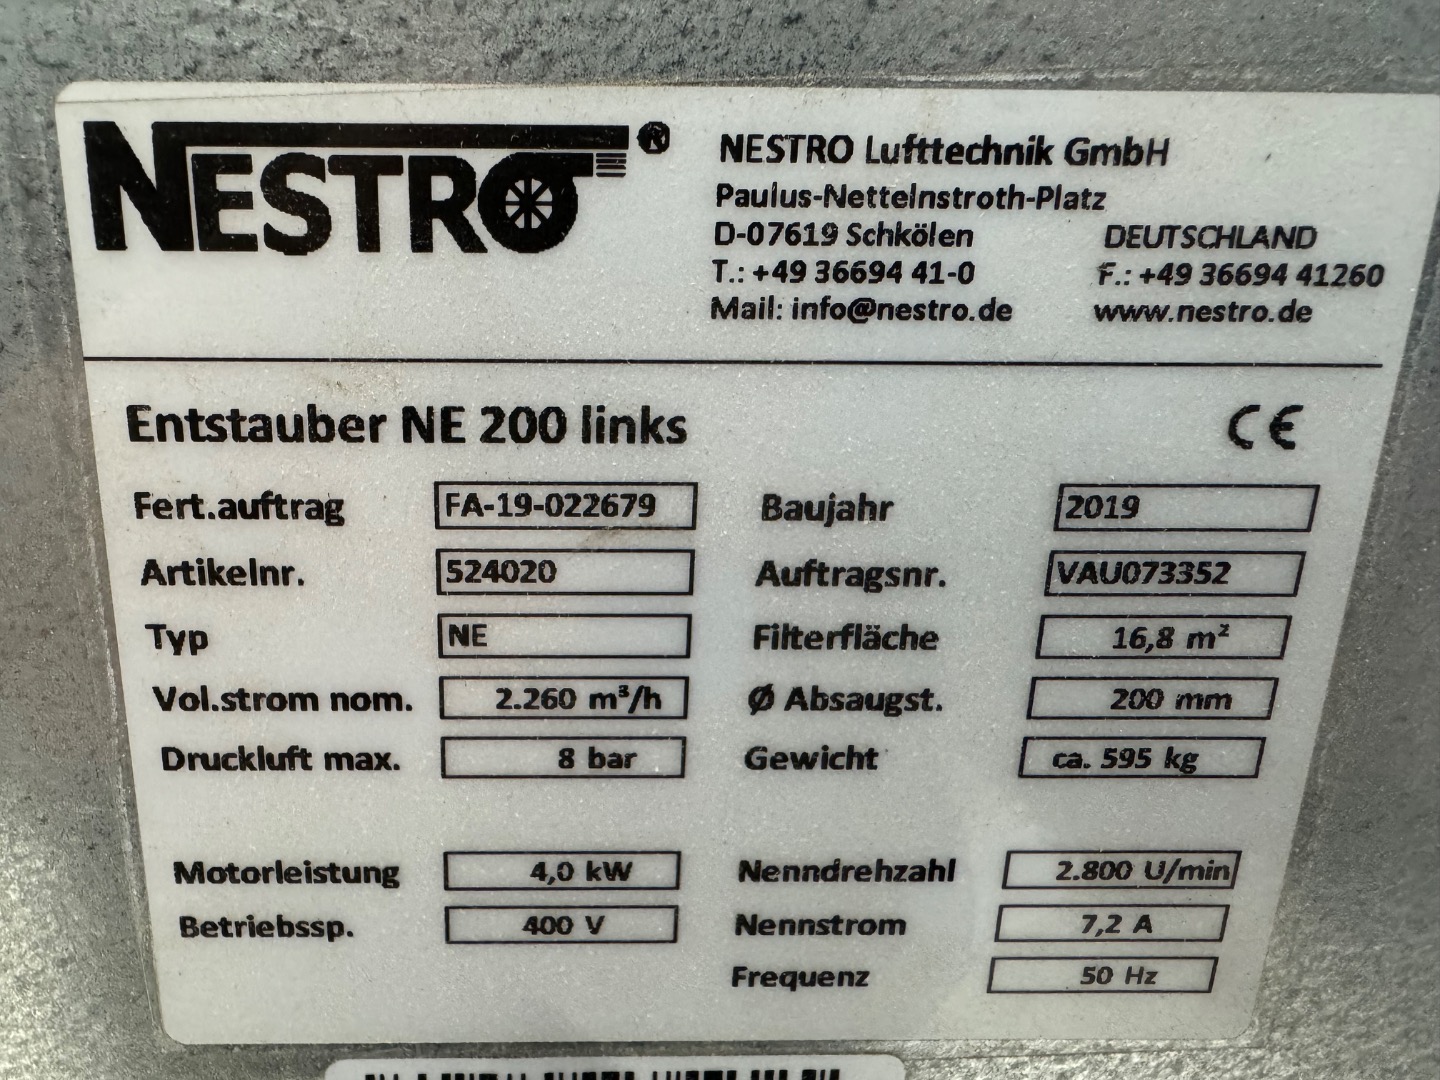 NESTRO®
NESTRO Lufttechnik GmbH
Paulus-Nettelnstroth-Platz
D-07619 Schkölen DEUTSCHLAND
T.: +49 36694 41-0 F.: +49 36694 41260
Mail: info@nestro.de www.nestro.de
Entstauber NE 200 links CE
Fert.auftrag FA-19-022679 Baujahr 2019
Artikelnr. 524020 Auftragsnr. VAU073352
Typ NE Filterfläche 16,8 m²
Vol.strom nom. 2.260 m³/h Ø Absaugst. 200 mm
Druckluft max. 8 bar Gewicht ca. 595 kg
Motorleistung 4,0 kW Nenndrehzahl 2.800 U/min
Betriebssp. 400 V Nennstrom 7,2 A
Frequenz 50 Hz